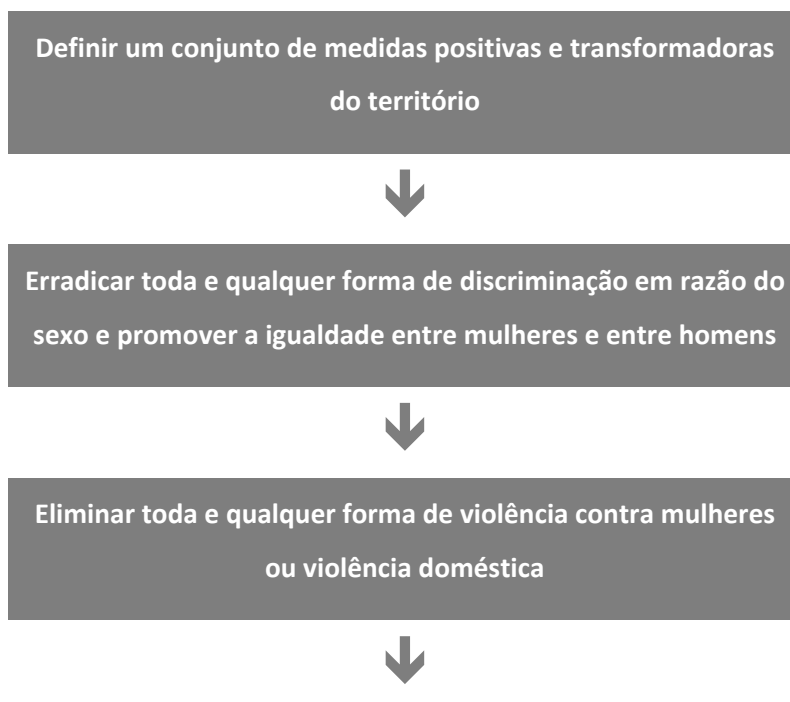 Definir um conjunto de medidas positivas e transformadoras
do território
Erradicar toda e qualquer forma de discriminação em razão do
sexo e promover a igualdade entre mulheres e entre homens
Eliminar toda e qualquer forma de violência contra mulheres
ou violência doméstica